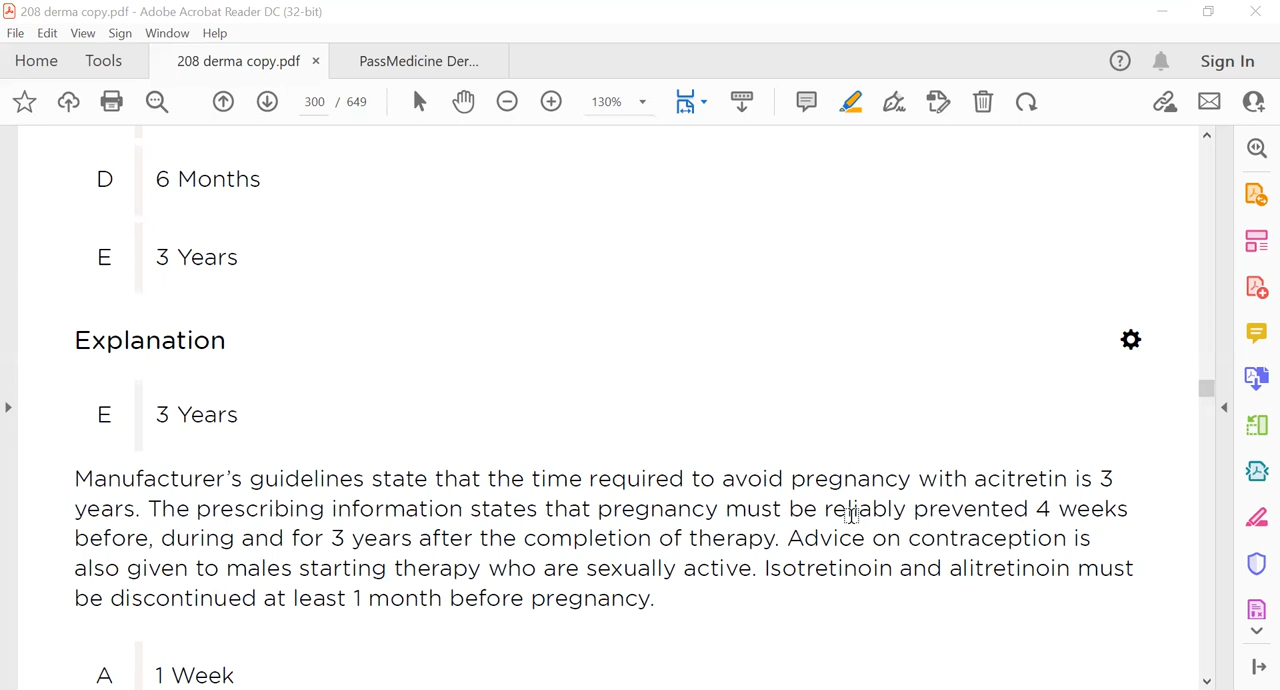 208 derma copy.pdf - Adobe Acrobat Reader DC (32-bit)
File Edit View Sign Window Help
Home Tools 208 derma copy.pdf × PassMedicine Der... Sign In
300 / 649 130%
D 6 Months
E 3 Years
Explanation
E 3 Years
Manufacturer's guidelines state that the time required to avoid pregnancy with acitretin is 3
years. The prescribing information states that pregnancy must be reliably prevented 4 weeks
before, during and for 3 years after the completion of therapy. Advice on contraception is
also given to males starting therapy who are sexually active. Isotretinoin and alitretinoin must
be discontinued at least 1 month before pregnancy.
A 1 Week